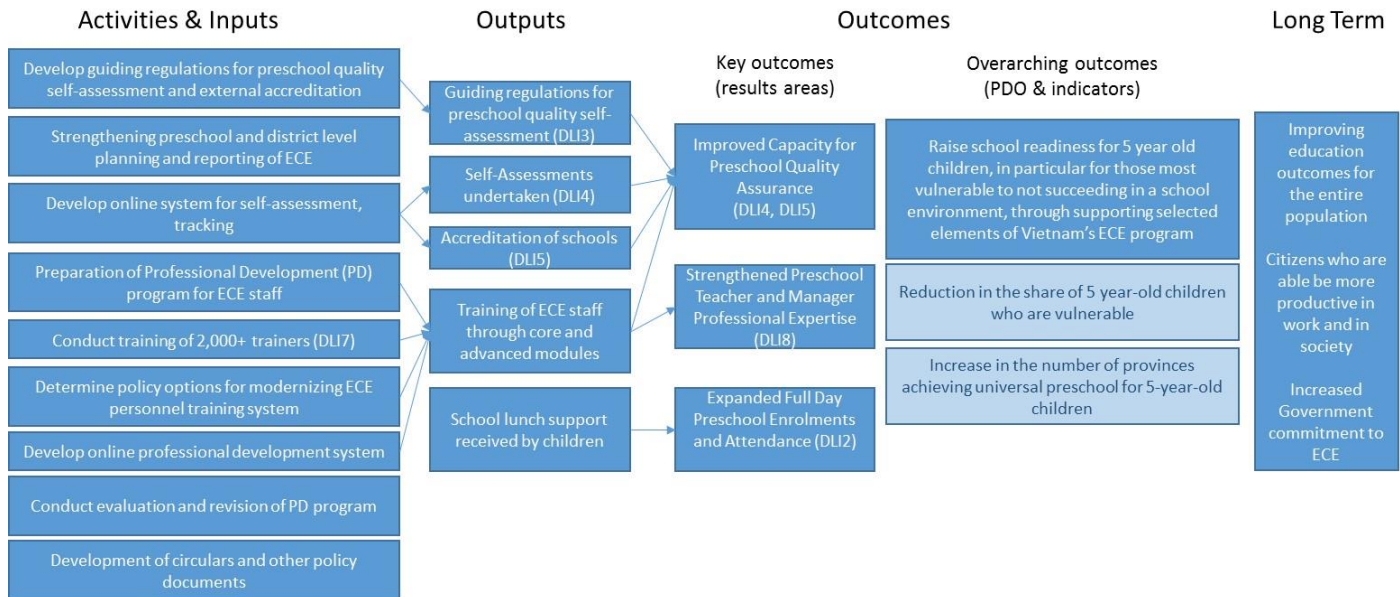 Activities & Inputs
Outputs
Outcomes
Long Term
Key outcomes
(results areas)
Overarching outcomes
(PDO & indicators)
Develop guiding regulations for preschool quality
self-assessment and external accreditation
Strengthening preschool and district level
planning and reporting of ECE
Develop online system for self-assessment,
tracking
Preparation of Professional Development (PD)
program for ECE staff
Conduct training of 2,000+ trainers (DLI7)
Determine policy options for modernizing ECE
personnel training system
Develop online professional development system
Conduct evaluation and revision of PD program
Development of circulars and other policy
documents
Guiding regulations for
preschool quality self-
assessment (DLI3)
Self-Assessments
undertaken (DLI4)
Accreditation of schools
(DLI5)
Training of ECE staff
through core and
advanced modules
School lunch support
received by children
Improved Capacity for
Preschool Quality
Assurance
(DLI4, DLI5)
Strengthened Preschool
Teacher and Manager
Professional Expertise
(DLI8)
Expanded Full Day
Preschool Enrolments
and Attendance (DLI2)
Raise school readiness for 5 year old
children, in particular for those most
vulnerable to not succeeding in a school
environment, through supporting selected
elements of Vietnam's ECE program
Reduction in the share of 5 year-old children
who are vulnerable
Increase in the number of provinces
achieving universal preschool for 5-year-old
children
Improving
education
outcomes for
the entire
population
Citizens who are
able be more
productive in
work and in
society
Increased
Government
commitment to
ECE